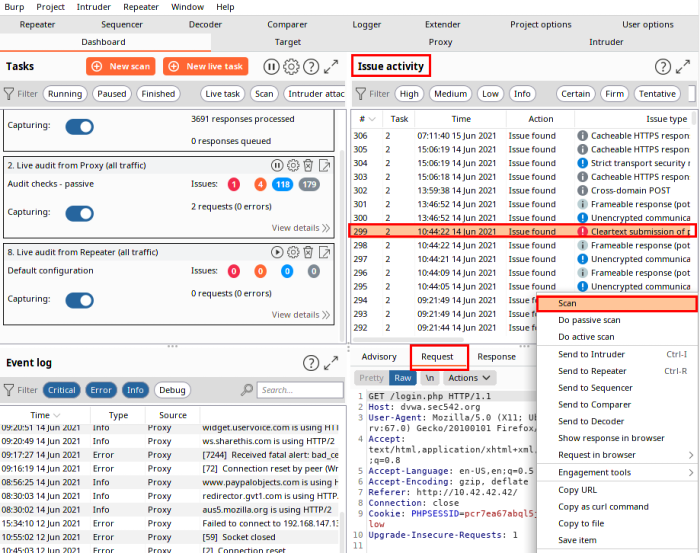 Burp Project Intruder Repeater Window Help
Repeater Sequencer Decoder Comparer Logger Extender Project options User options
Dashboard Target Proxy Intruder
Tasks
New scan
New live task
Filter Running Paused Finished Live task Scan Intruder attac
3691 responses processed
Capturing:
0 responses queued
2. Live audit from Proxy (all traffic)
Audit checks - passive
Issues: 1 4 118 179
Capturing:
2 requests (0 errors)
View details
8. Live audit from Repeater (all traffic)
Default configuration
Issues: 0 0 0 0
Capturing:
0 requests (0 errors)
View details
Issue activity
Filter High Medium Low Info Certain Firm Tentative
# Task Time Action Issue type
306 2 07:11:40 15 Jun 2021 Issue found Cacheable HTTPS respon
305 2 15:06:19 14 Jun 2021 Issue found Cacheable HTTPS respon
304 2 15:06:19 14 Jun 2021 Issue found Strict transport security r
303 2 15:06:18 14 Jun 2021 Issue found Cacheable HTTPS respon
302 2 13:59:38 14 Jun 2021 Issue found Cross-domain POST
301 2 13:46:52 14 Jun 2021 Issue found Frameable response (pot
300 2 13:46:52 14 Jun 2021 Issue found Unencrypted communica
299 2 10:44:22 14 Jun 2021 Issue found Cleartext submission of p
298 2 10:44:22 14 Jun 2021 Issue found Frameable response (pot
297 2 10:44:21 14 Jun 2021 Issue found Unencrypted communica
296 2 10:44:09 14 Jun 2021 Issue found Frameable response (pot
295 2 10:44:05 14 Jun 2021 Issue found Unencrypted communica
294 2 09:21:49 14 Jun 2021 Issue f
293 2 09:21:49 14 Jun 2021 Issue f
292 2 09:21:44 14 Jun 2021 Issue f
Event log
Filter Critical Error Info Debug Search...
Time Type Source
09:20:51 14 Jun 2021 Info Proxy widget.uservoice.com is using HT
09:20:49 14 Jun 2021 Info Proxy ws.sharethis.com is using HTTP/2
09:17:27 14 Jun 2021 Error Proxy [7244] Received fatal alert: bad_ce
09:16:19 14 Jun 2021 Error Proxy [72] Connection reset by peer (Wr
08:56:25 14 Jun 2021 Info Proxy www.paypalobjects.com is using H
08:30:03 14 Jun 2021 Info Proxy redirector.gvt1.com is using HTTP
08:30:02 14 Jun 2021 Info Proxy aus5.mozilla.org is using HTTP/2
15:34:10 12 Jun 2021 Error Proxy Failed to connect to 192.168.147.13
10:55:02 12 Jun 2021 Error Proxy [59] Socket closed
10:45:03 12 Jun 2021 Error Proxy [2] Connection reset
Advisory Request Response
Pretty Raw \n Actions
1 GET /login.php HTTP/1.1
2 Host: dvwa.sec542.org
3 User-Agent: Mozilla/5.0 (X11; Ub
rv:67.0) Gecko/20100101 Firefox/
4 Accept:
text/html,application/xhtml+xml,
;q=0.8
5 Accept-Language: en-US,en;q=0.5
6 Accept-Encoding: gzip, deflate
7 Referer: http://10.42.42.42/
8 Connection: close
9 Cookie: PHPSESSID=pcr7ea67abql5j
low
10 Upgrade-Insecure-Requests: 1
11
Scan
Do passive scan
Do active scan
Send to Intruder Ctrl-I
Send to Repeater Ctrl-R
Send to Sequencer
Send to Comparer
Send to Decoder
Show response in browser
Request in browser
Engagement tools
Copy URL
Copy as curl command
Copy to file
Save item